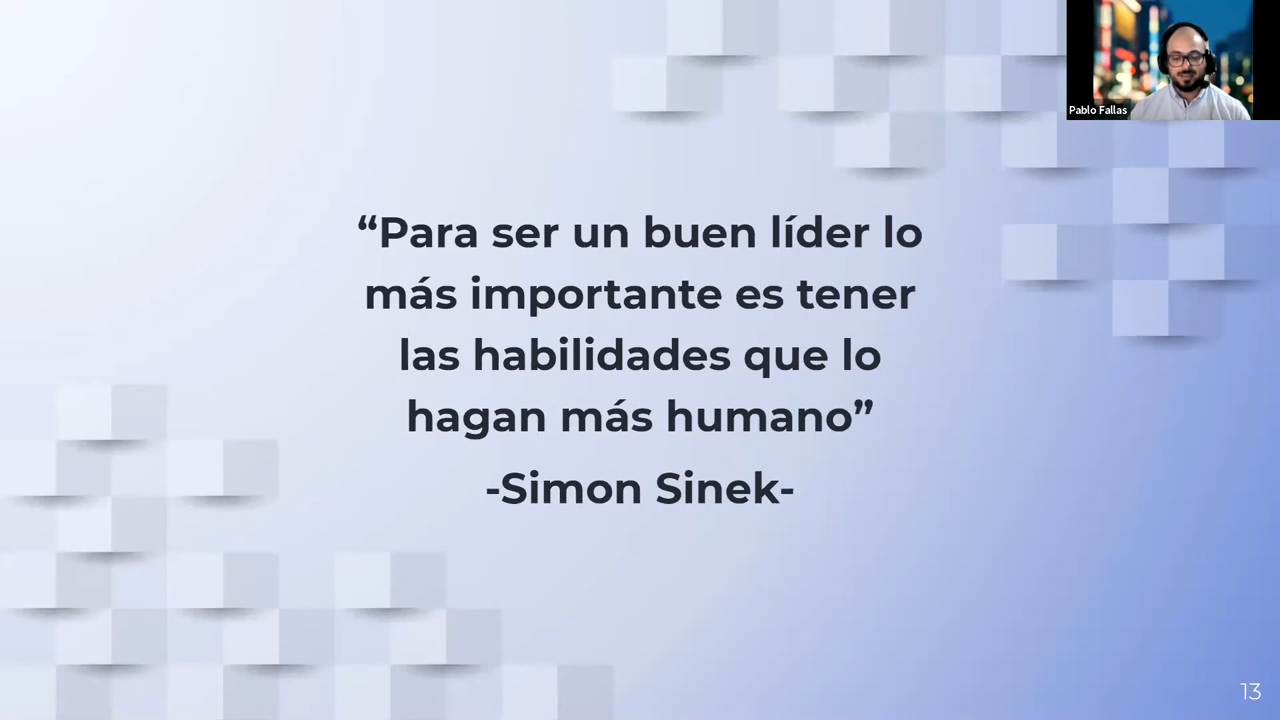 Pablo Fallas
“Para ser un buen líder lo
más importante es tener
las habilidades que lo
hagan más humano”
-Simon Sinek-
13